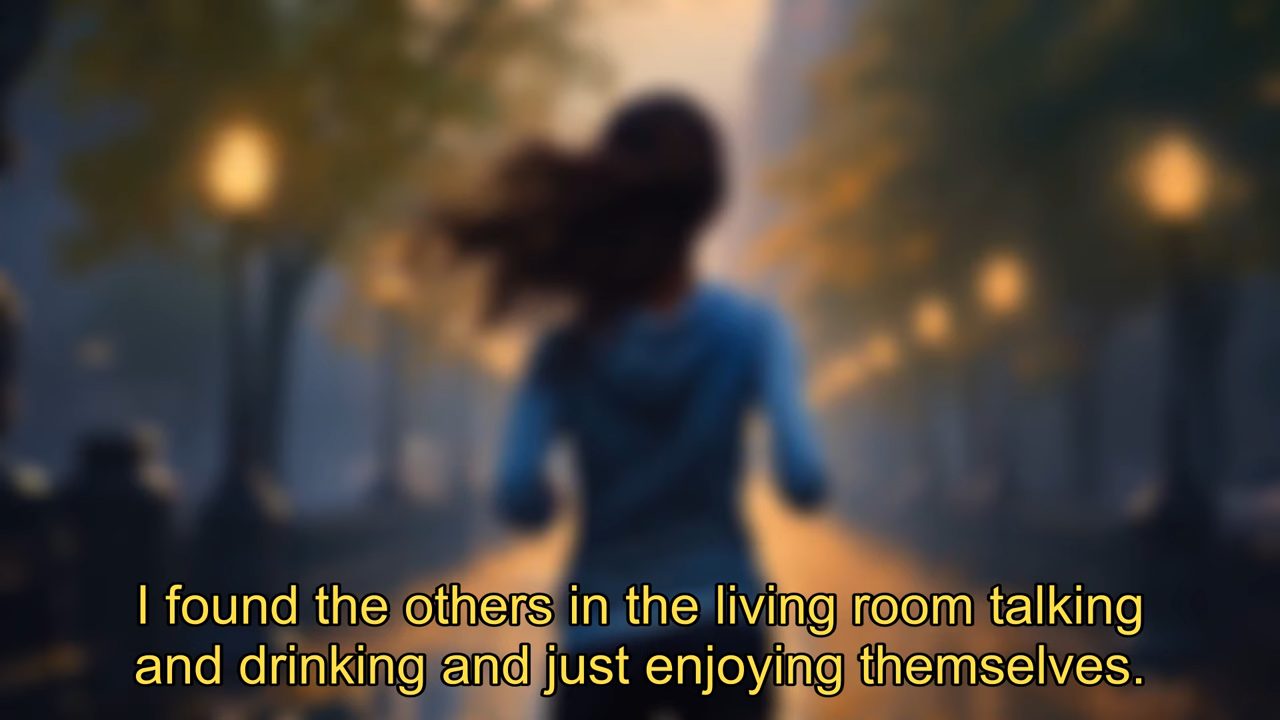 I found the others in the living room talking
and drinking and just enjoying themselves.